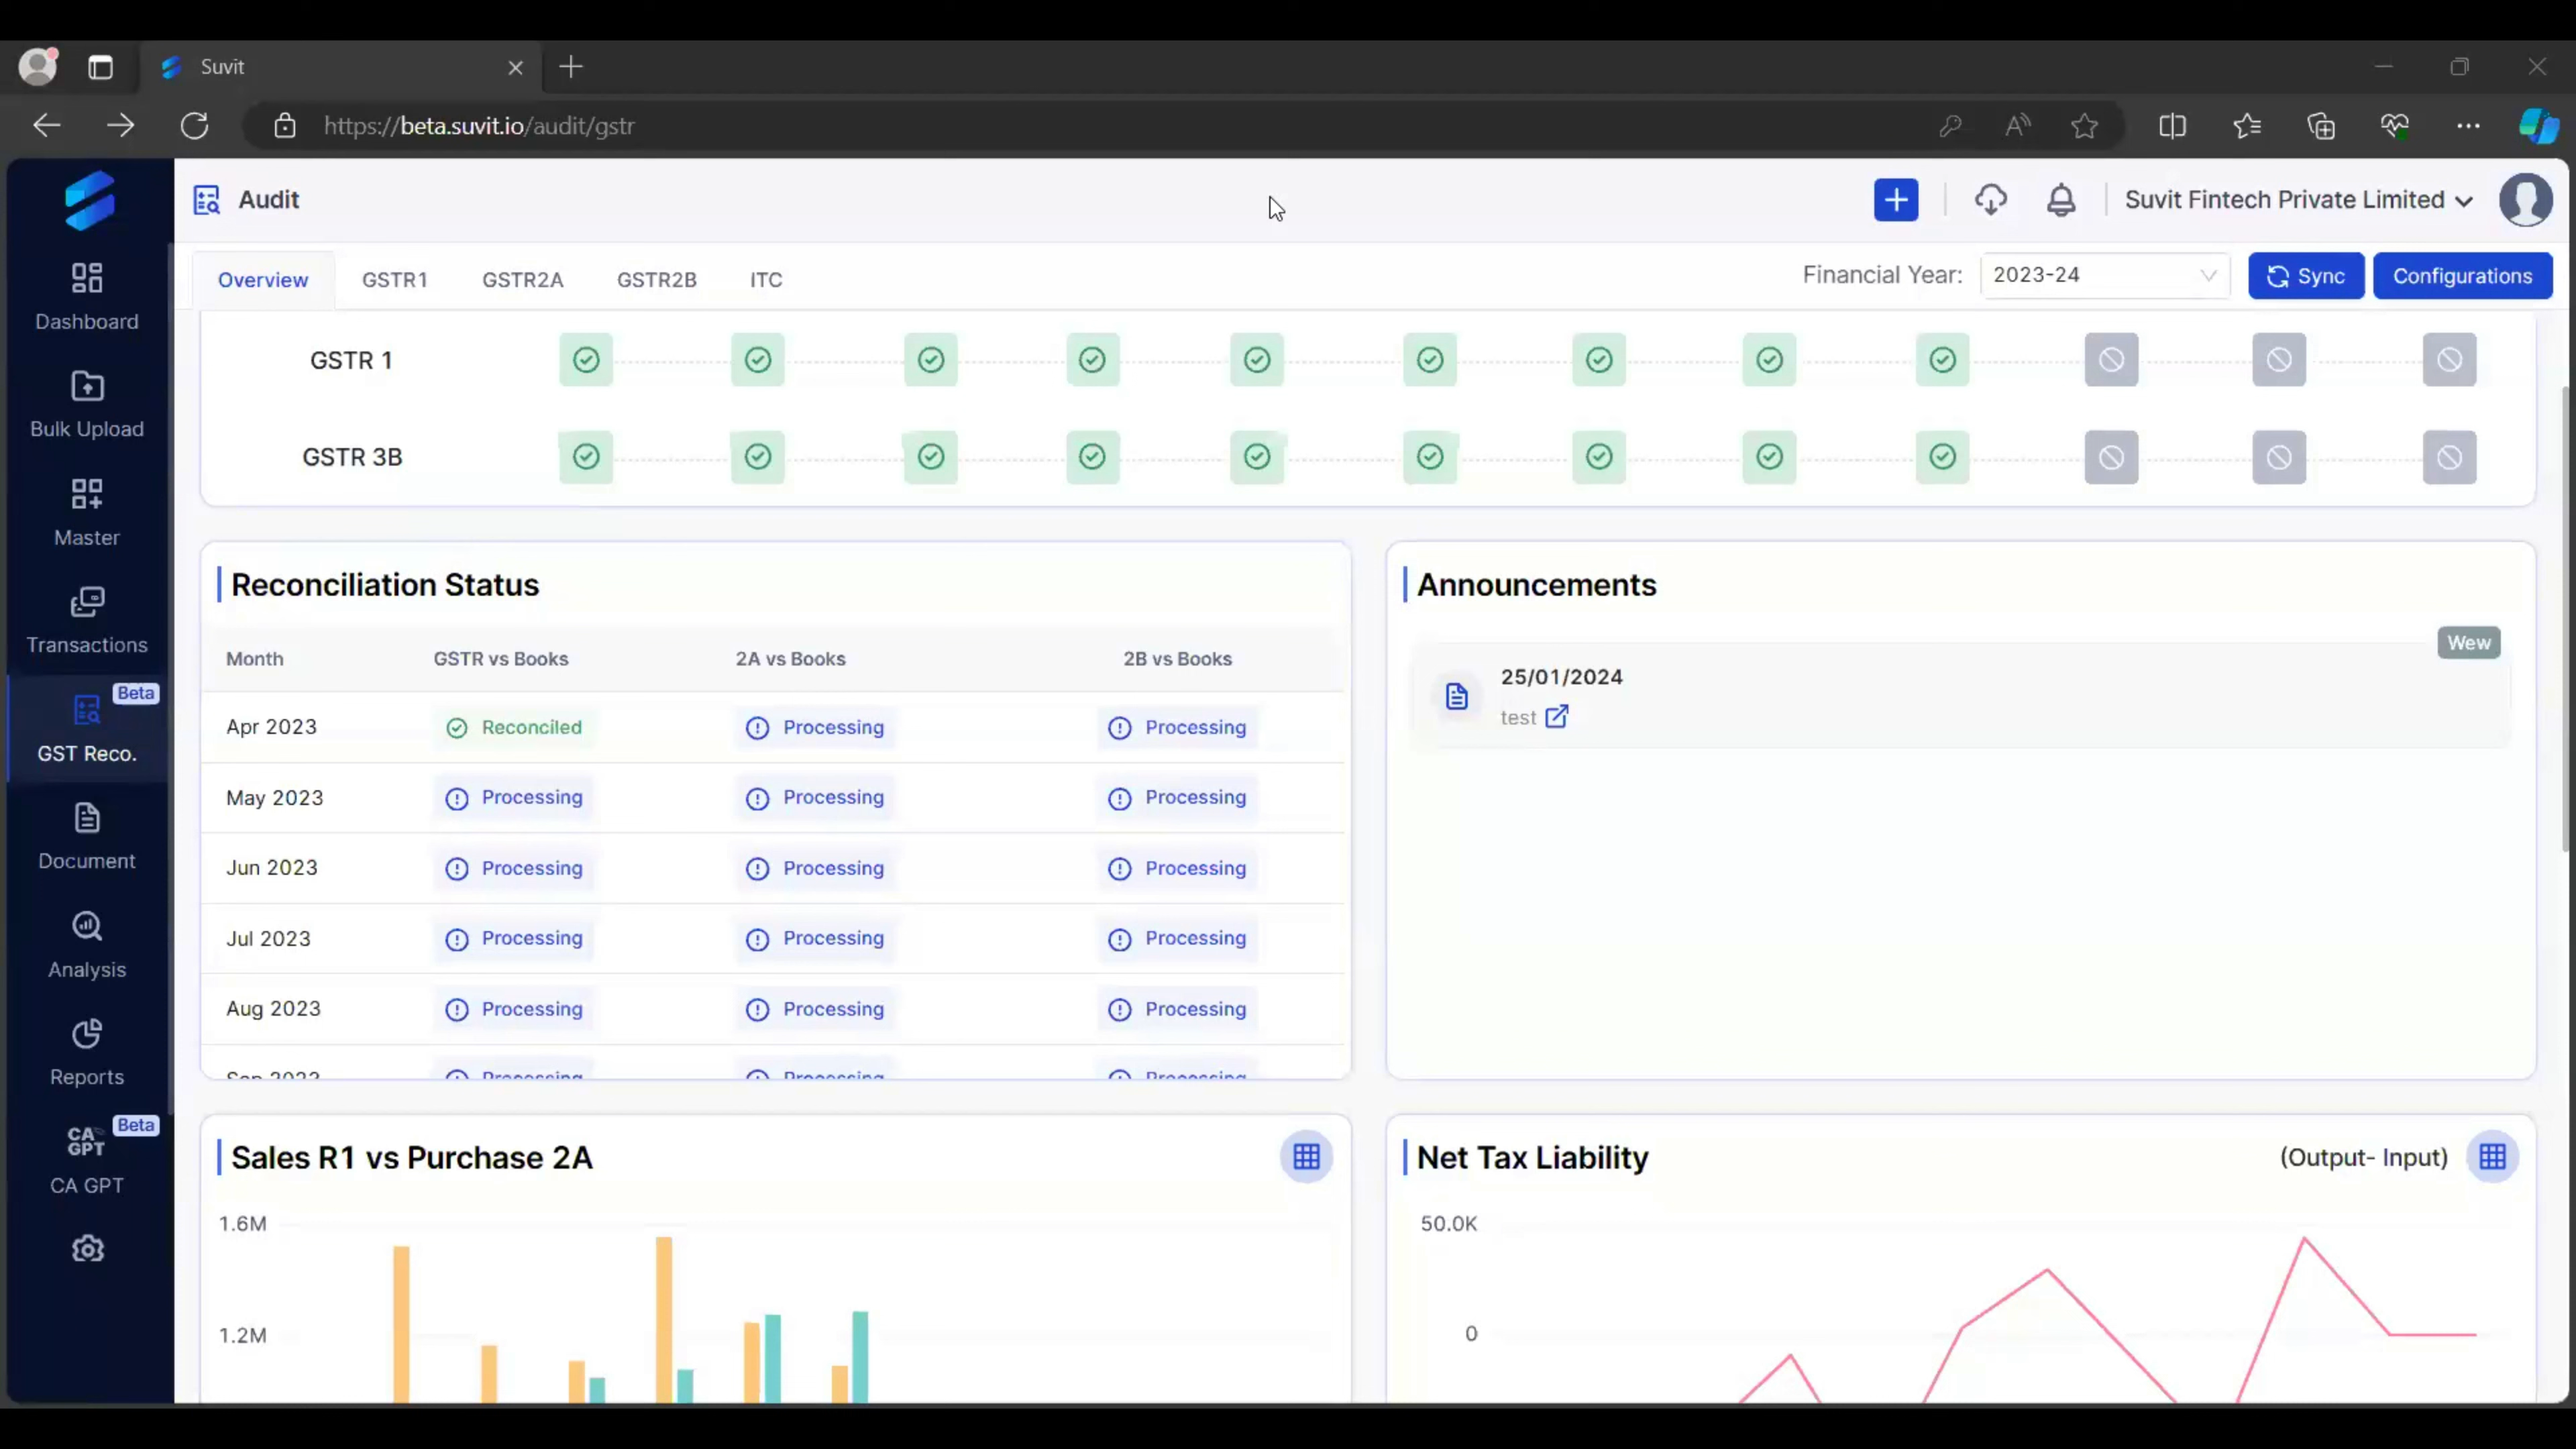 Suvit
https://beta.suvit.io/audit/gstr
Audit
Suvit Fintech Private Limited
Overview GSTR1 GSTR2A GSTR2B ITC
Financial Year: 2023-24 Sync Configurations
Dashboard
Bulk Upload
Master
Transactions
Beta
GST Reco.
Document
Analysis
Reports
CA GPT Beta
CA GPT
GSTR 1
GSTR 3B
Reconciliation Status
Month GSTR vs Books 2A vs Books 2B vs Books
Apr 2023 Reconciled Processing Processing
May 2023 Processing Processing Processing
Jun 2023 Processing Processing Processing
Jul 2023 Processing Processing Processing
Aug 2023 Processing Processing Processing
Sep 2023 Processing Processing Processing
Announcements
Wew
25/01/2024
test
Sales R1 vs Purchase 2A
1.6M
1.2M
Net Tax Liability (Output- Input)
50.0K
0